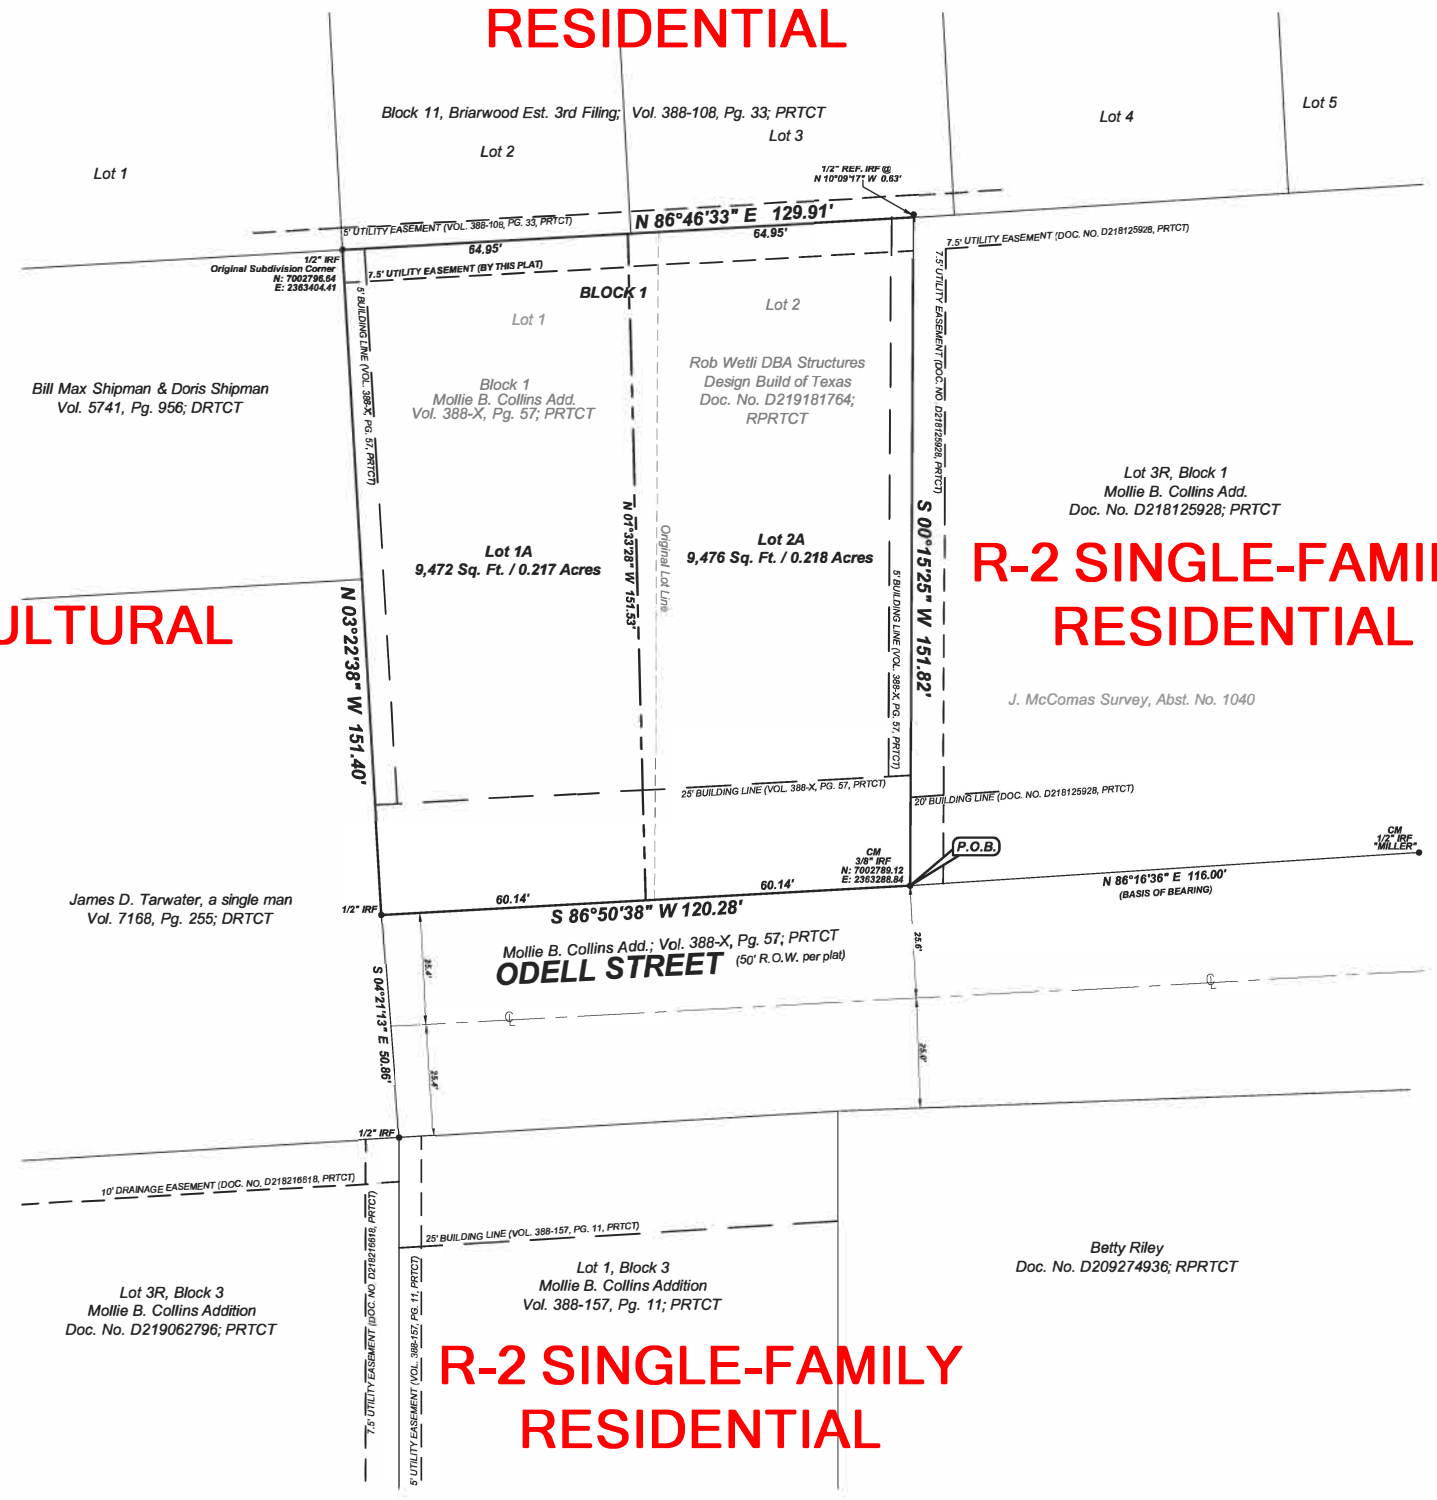 RESIDENTIAL
Block 11, Briarwood Est. 3rd Filing; Vol. 388-108, Pg. 33; PRTCT
Lot 1
Lot 2
Lot 3
Lot 4
Lot 5
1/2" REF. IRF @
N 10°09'17" W 0.63'
5' UTILITY EASEMENT (VOL. 388-108, PG. 33, PRTCT)
N 86°46'33" E 129.91'
64.95'
64.95'
7.5' UTILITY EASEMENT (DOC. NO. D218125928, PRTCT)
1/2" IRF
Original Subdivision Corner
N: 7002796.64
E: 2363404.41
7.5' UTILITY EASEMENT (BY THIS PLAT)
BLOCK 1
Lot 1
Lot 2
5' BUILDING LINE (VOL. 388-X, PG. 57, PRTCT)
7.5' UTILITY EASEMENT (DOC. NO. D218125928, PRTCT)
Bill Max Shipman & Doris Shipman
Vol. 5741, Pg. 956; DRTCT
Block 1
Mollie B. Collins Add.
Vol. 388-X, Pg. 57; PRTCT
Rob Wetli DBA Structures
Design Build of Texas
Doc. No. D219181764;
RPRTCT
Lot 3R, Block 1
Mollie B. Collins Add.
Doc. No. D218125928; PRTCT
Lot 1A
9,472 Sq. Ft. / 0.217 Acres
N 01°33'28" W 151.53'
Original Lot Line
Lot 2A
9,476 Sq. Ft. / 0.218 Acres
5' BUILDING LINE (VOL. 388-X, PG. 57, PRTCT)
S 00°15'25" W 151.82'
R-2 SINGLE-FAMI
RESIDENTIAL
ULTURAL
N 03°22'38" W 151.40'
J. McComas Survey, Abst. No. 1040
25' BUILDING LINE (VOL. 388-X, PG. 57, PRTCT)
20' BUILDING LINE (DOC. NO. D218125928, PRTCT)
CM
3/8" IRF
N: 7002789.12
E: 2363288.84
P.O.B.
CM
1/2" IRF
"MILLER"
N 86°16'36" E 116.00'
(BASIS OF BEARING)
James D. Tarwater, a single man
Vol. 7168, Pg. 255; DRTCT
1/2" IRF
60.14'
60.14'
S 86°50'38" W 120.28'
Mollie B. Collins Add.; Vol. 388-X, Pg. 57; PRTCT
ODELL STREET (50' R.O.W. per plat)
25.4'
25.6'
S 04°21'13" E 50.86'
CL
CL
25.4'
25.0'
1/2" IRF
10' DRAINAGE EASEMENT (DOC. NO. D218216618, PRTCT)
7.5' UTILITY EASEMENT (DOC. NO. D218216618, PRTCT)
5' UTILITY EASEMENT (VOL. 388-157, PG. 11, PRTCT)
25' BUILDING LINE (VOL. 388-157, PG. 11, PRTCT)
Lot 3R, Block 3
Mollie B. Collins Addition
Doc. No. D219062796; PRTCT
Lot 1, Block 3
Mollie B. Collins Addition
Vol. 388-157, Pg. 11; PRTCT
Betty Riley
Doc. No. D209274936; RPRTCT
R-2 SINGLE-FAMILY
RESIDENTIAL